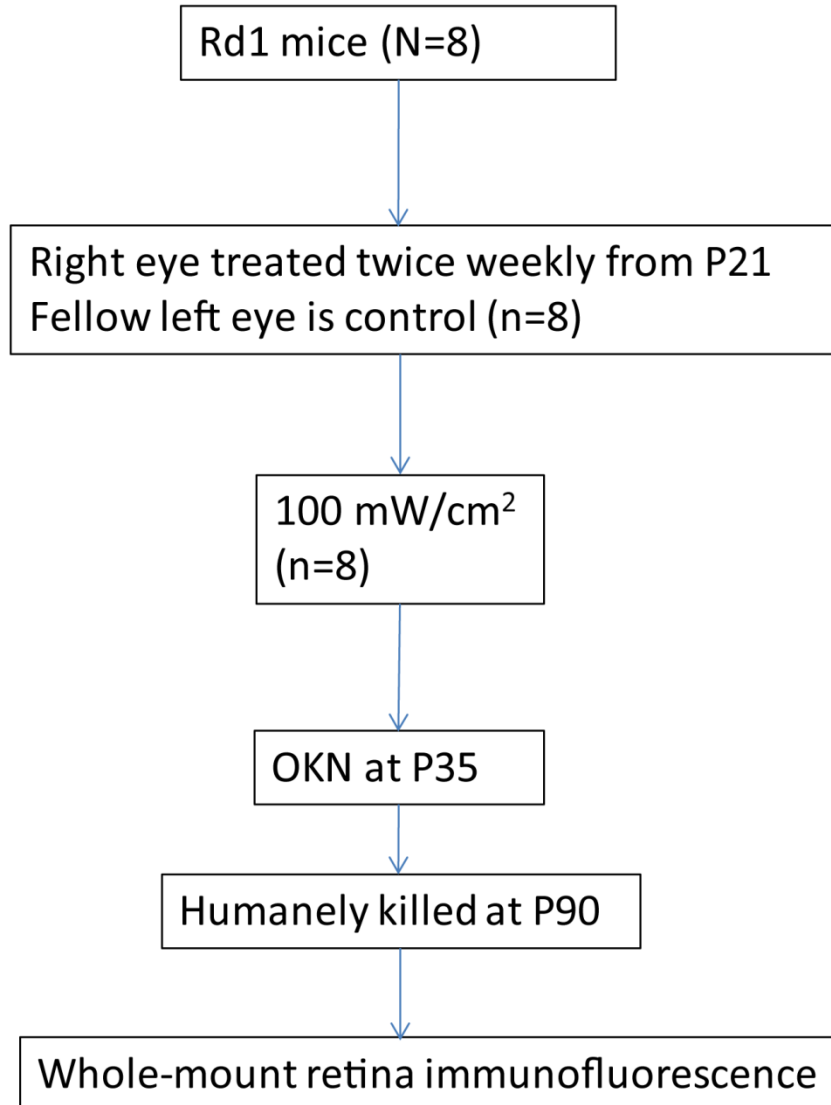 Rd1 mice (N=8)
Right eye treated twice weekly from P21
Fellow left eye is control (n=8)
100 mW/cm²
(n=8)
OKN at P35
Humanely killed at P90
Whole-mount retina immunofluorescence